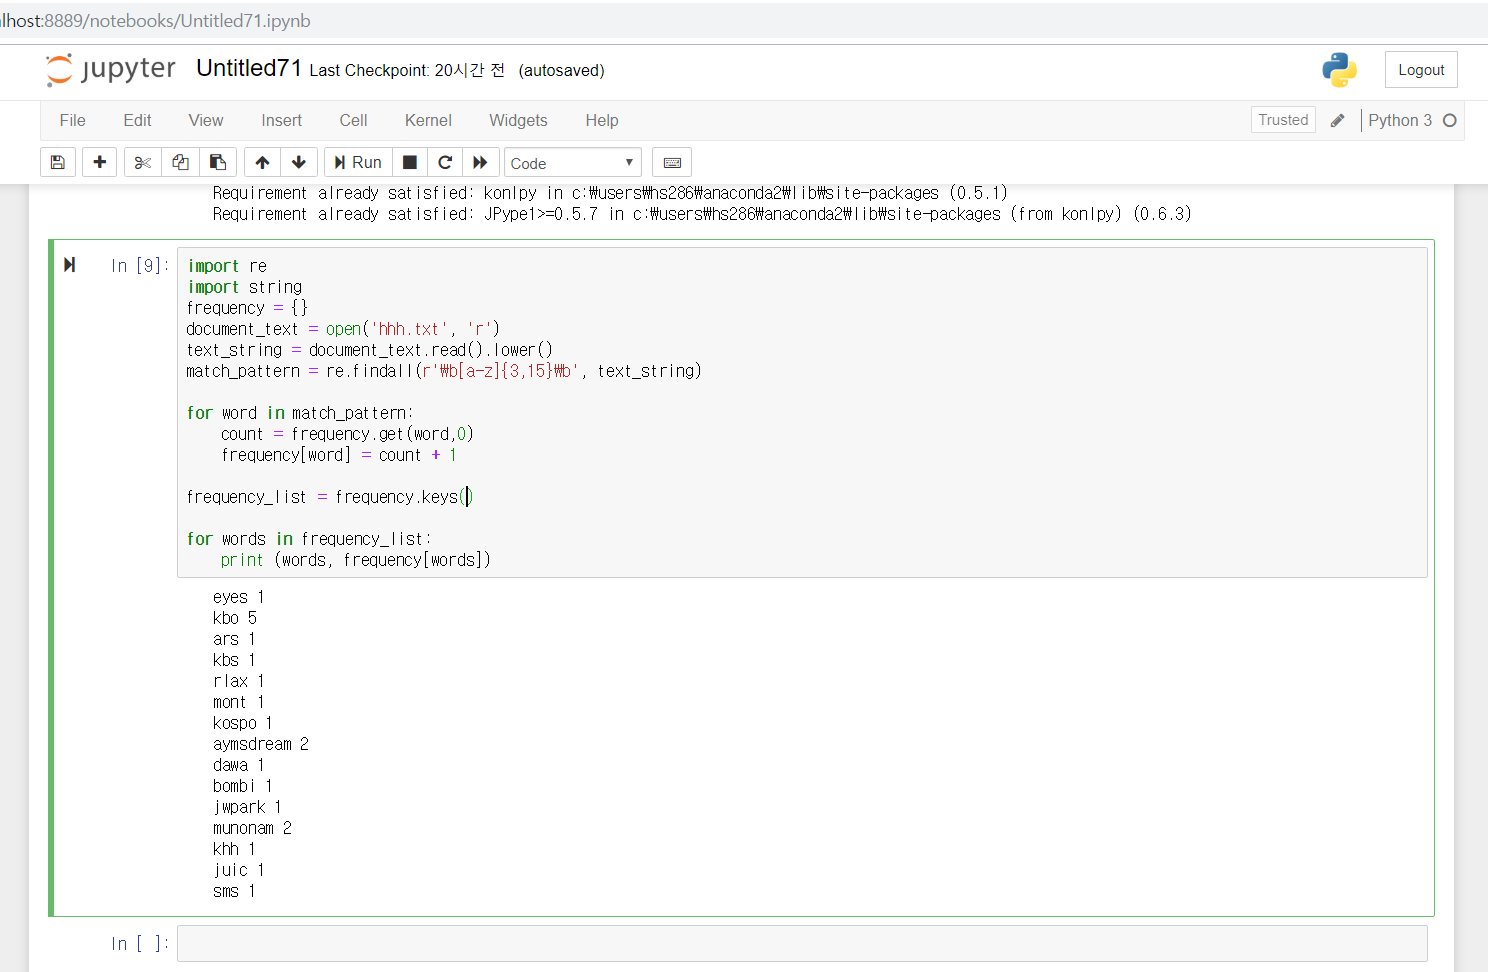 lhost:8889/notebooks/Untitled71.ipynb
jupyter Untitled71 Last Checkpoint: 20시간 전 (autosaved) Logout
File Edit View Insert Cell Kernel Widgets Help Trusted Python 3
Run Code
Requirement already satisfied: konlpy in c:₩users₩hs286₩anaconda2₩lib₩site-packages (0.5.1)
Requirement already satisfied: JPype1>=0.5.7 in c:₩users₩hs286₩anaconda2₩lib₩site-packages (from konlpy) (0.6.3)
In [9]: import re
import string
frequency = {}
document_text = open('hhh.txt', 'r')
text_string = document_text.read().lower()
match_pattern = re.findall(r'₩b[a-z]{3,15}₩b', text_string)
for word in match_pattern:
    count = frequency.get(word,0)
    frequency[word] = count + 1
frequency_list = frequency.keys()
for words in frequency_list:
    print (words, frequency[words])
eyes 1
kbo 5
ars 1
kbs 1
rlax 1
mont 1
kospo 1
aymsdream 2
dawa 1
bombi 1
jwpark 1
munonam 2
khh 1
juic 1
sms 1
In [ ]: